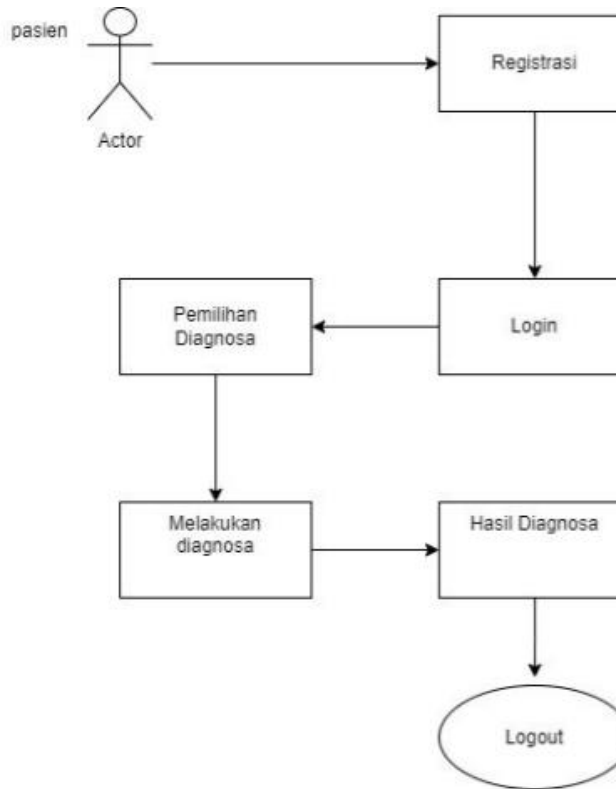 pasien
Actor
Registrasi
Login
Pemilihan
Diagnosa
Melakukan
diagnosa
Hasil Diagnosa
Logout